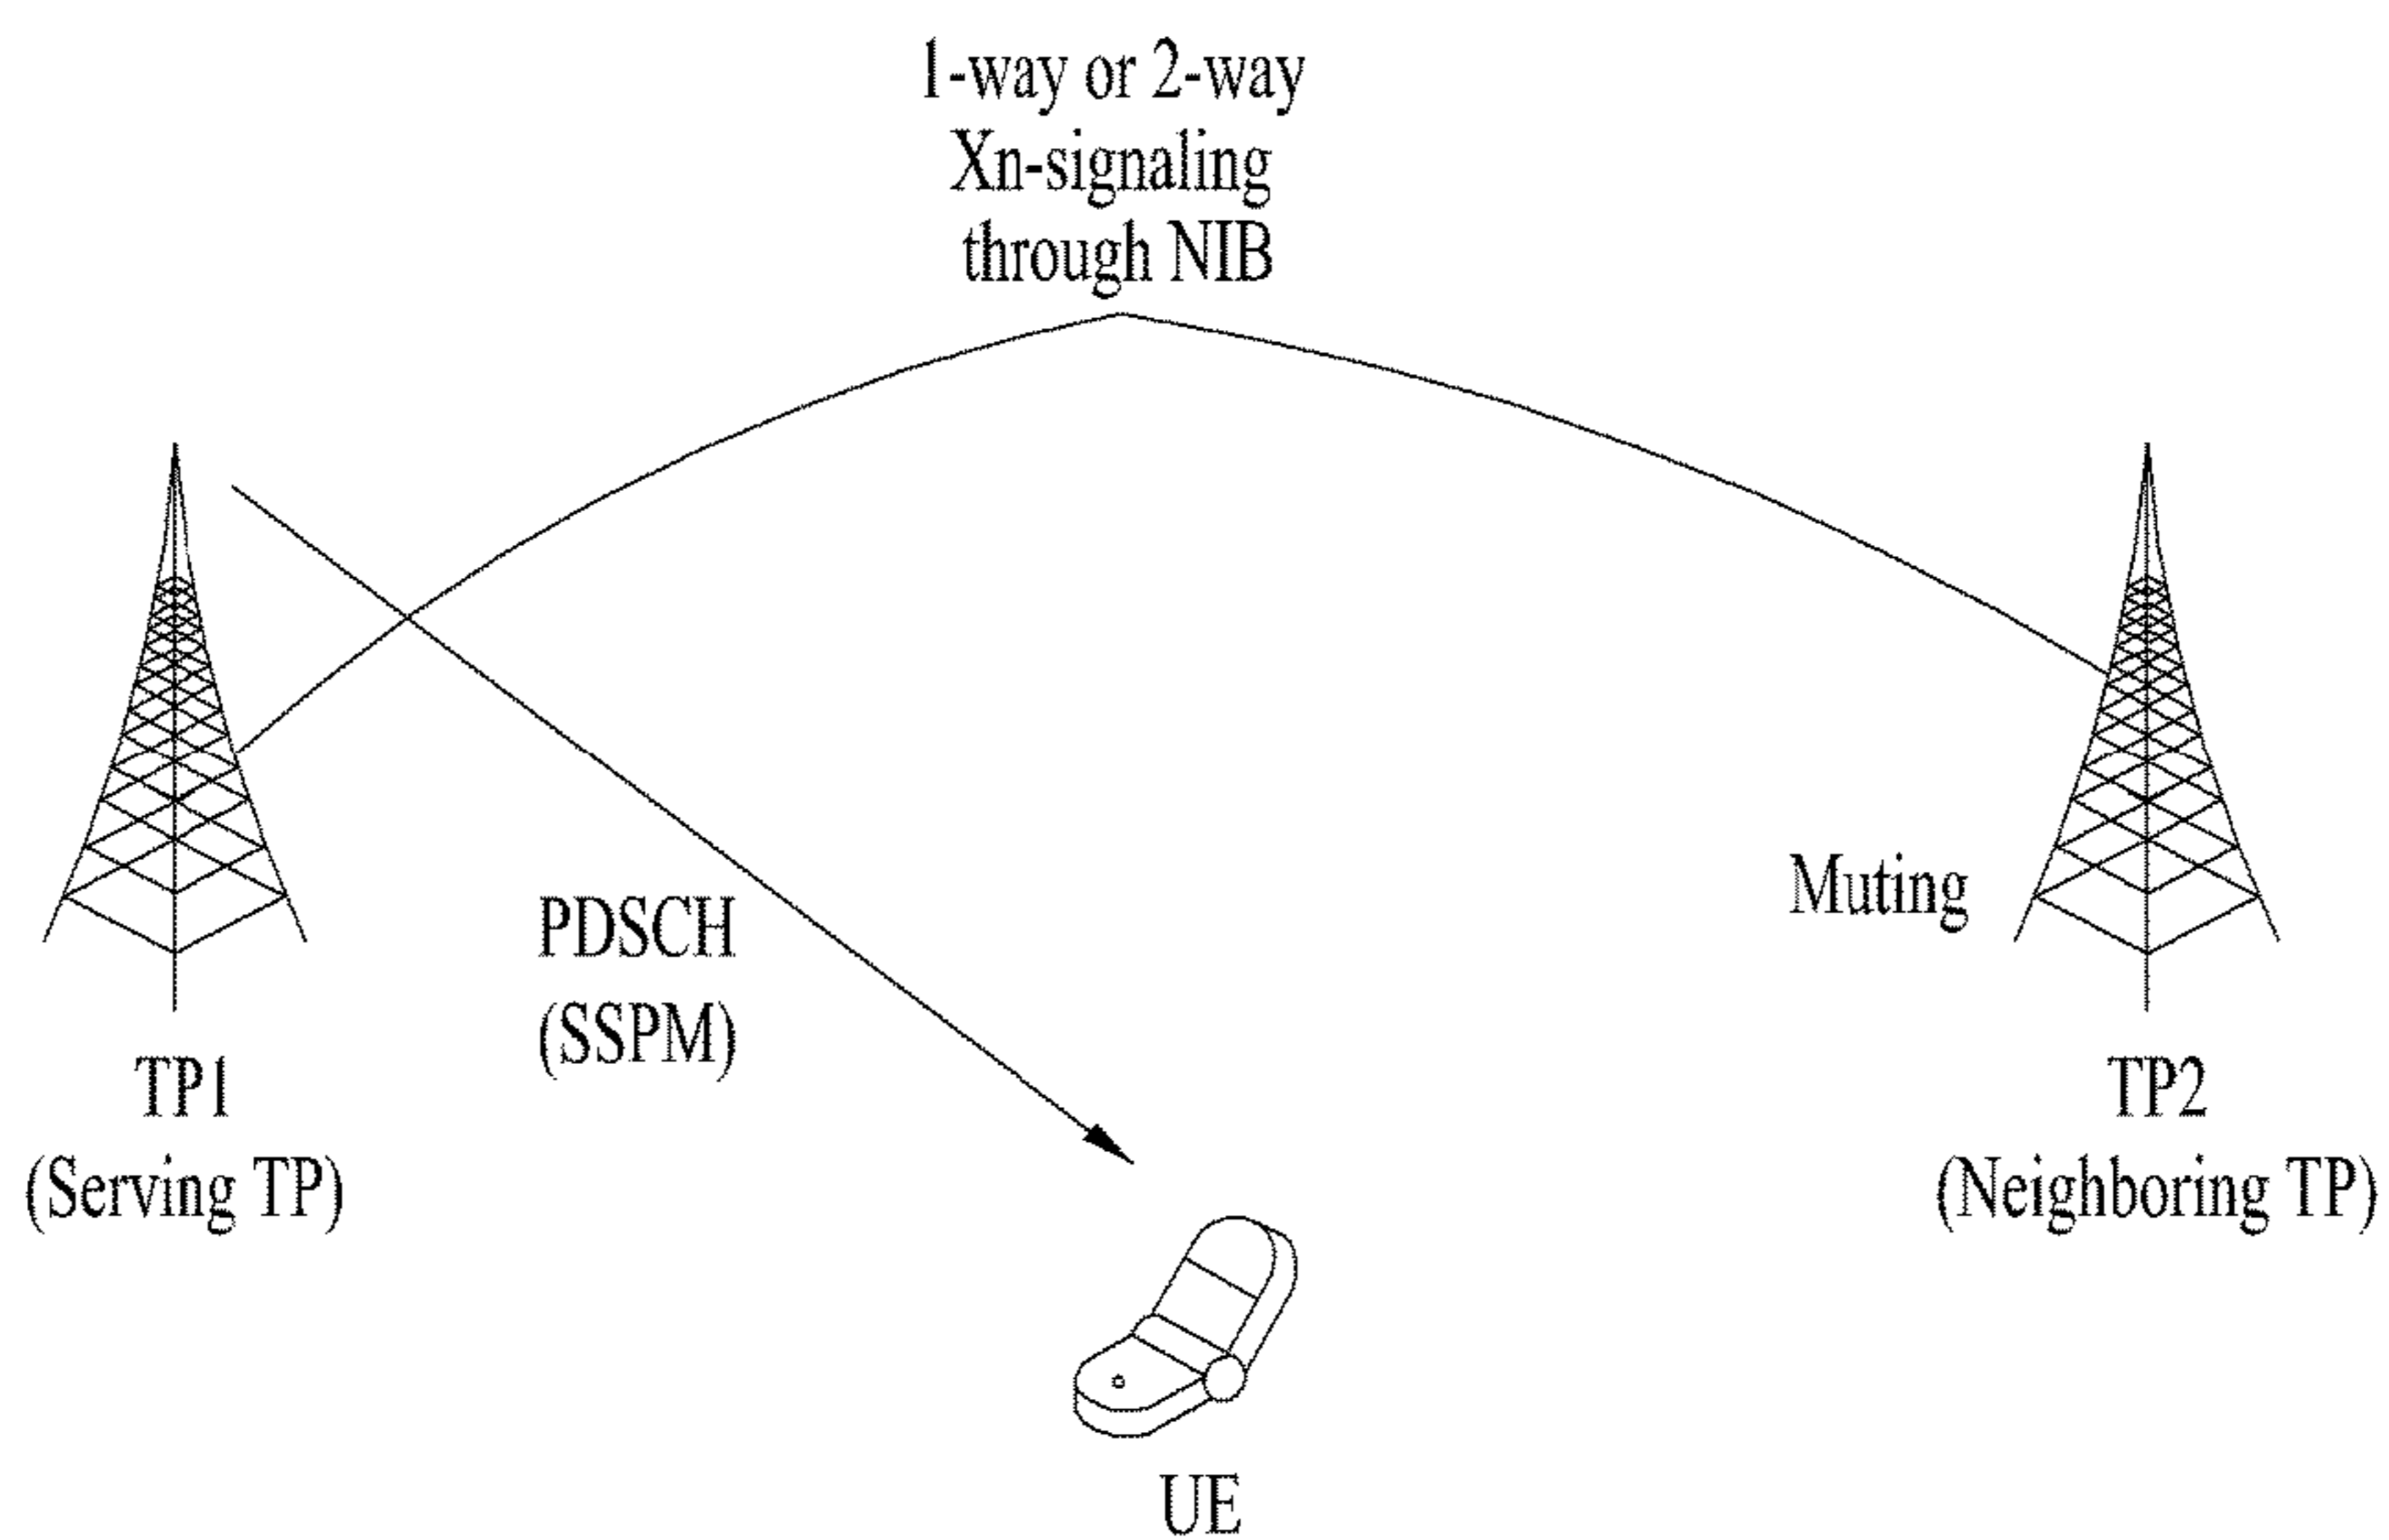 1-way or 2-way
Xn-signaling
through NIB
Muting
PDSCH
(SSPM)
TP1
(Serving TP)
TP2
(Neighboring TP)
UE